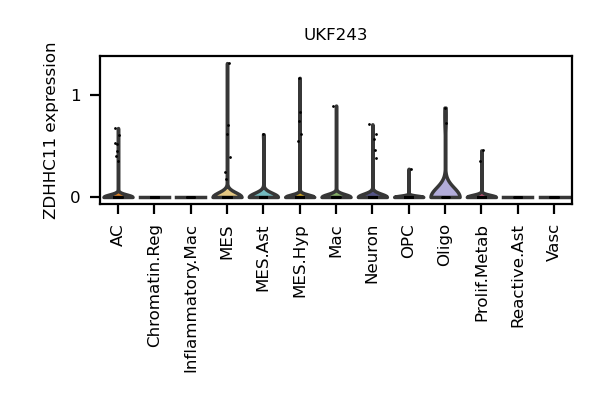 UKF243
ZDHHC11 expression
1
0
AC
Chromatin.Reg
Inflammatory.Mac
MES
MES.Ast
MES.Hyp
Mac
Neuron
OPC
Oligo
Prolif.Metab
Reactive.Ast
Vasc